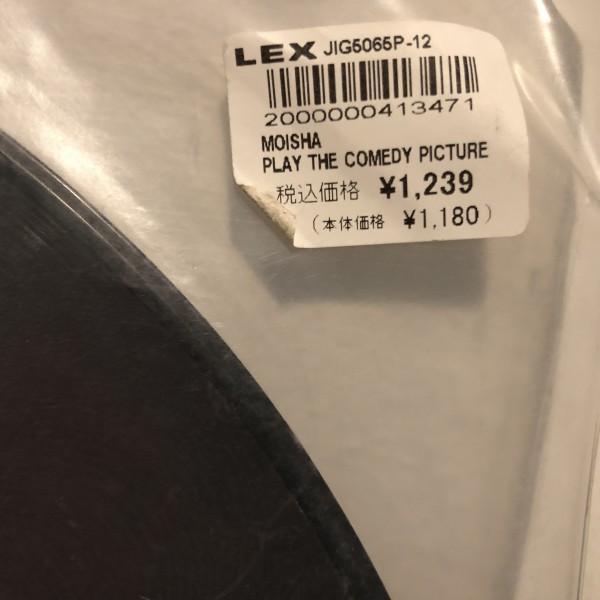 LEX JIG5065P-12
2000000413471
MOISHA
PLAY THE COMEDY PICTURE
税込価格 ¥1,239
(本体価格 ¥1,180)